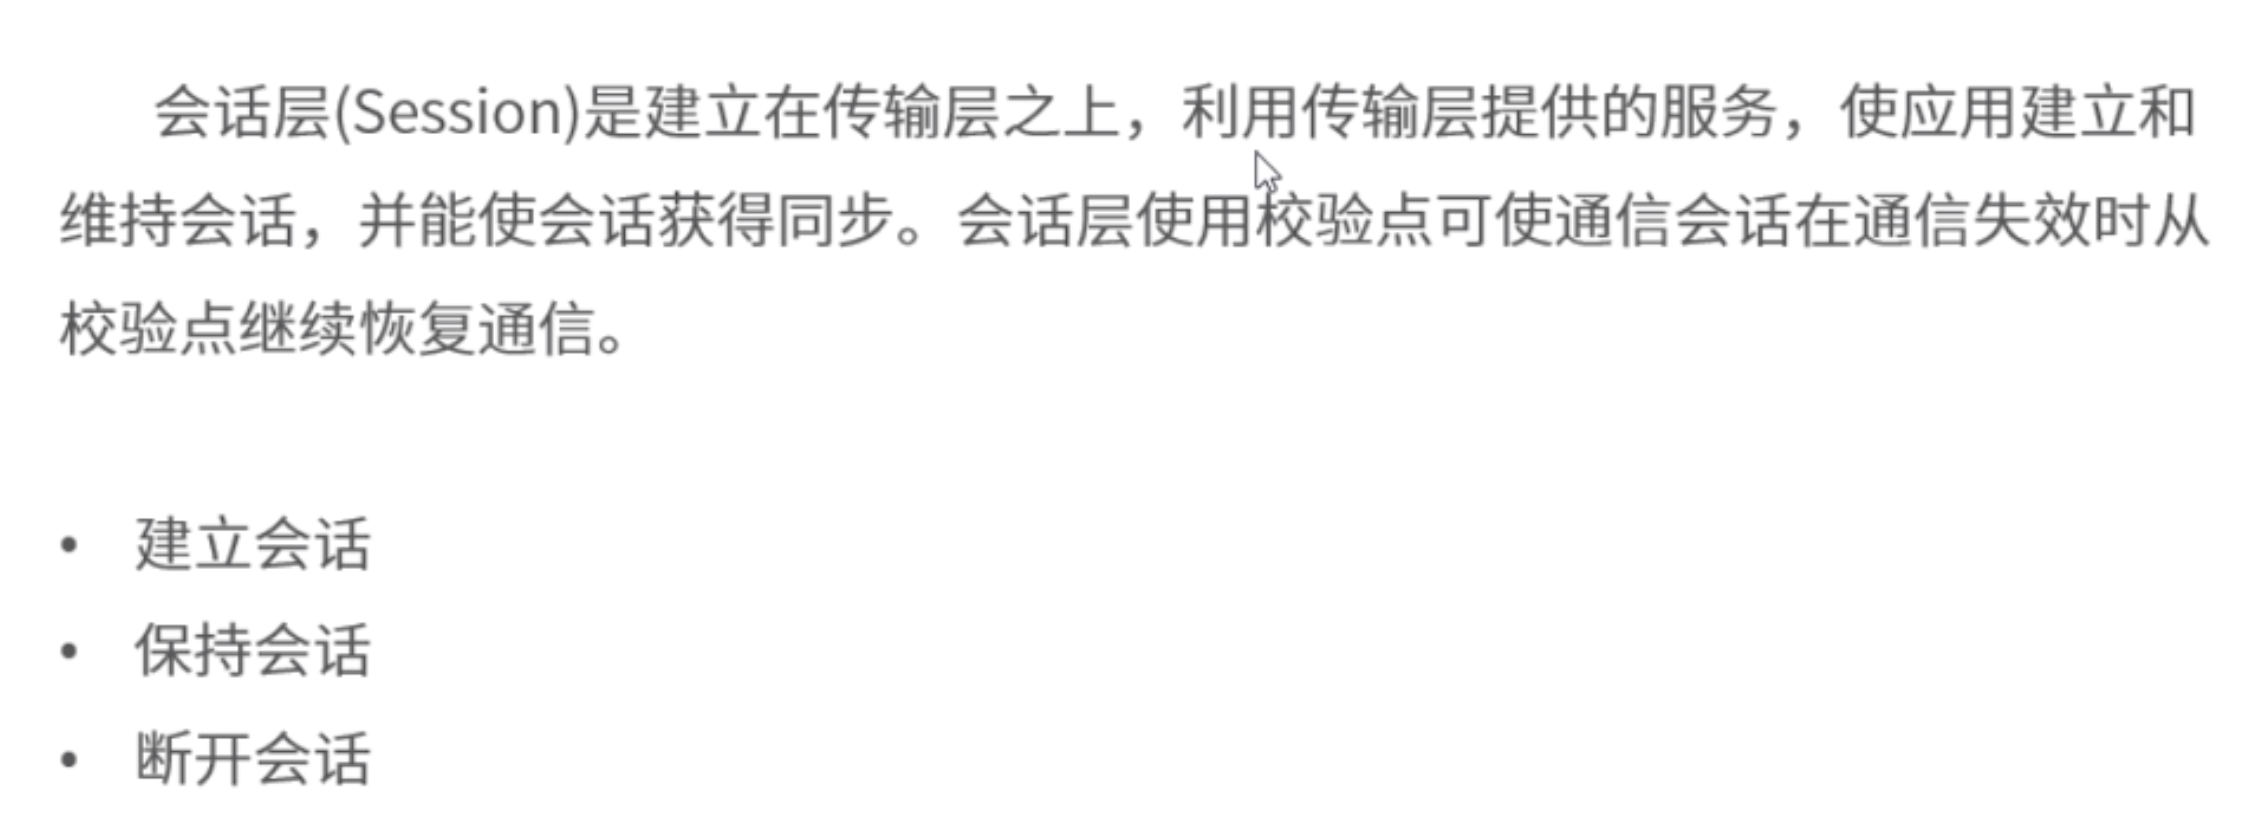 会话层(Session)是建立在传输层之上，利用传输层提供的服务，使应用建立和
维持会话，并能使会话获得同步。会话层使用校验点可使通信会话在通信失效时从
校验点继续恢复通信。
• 建立会话
• 保持会话
• 断开会话